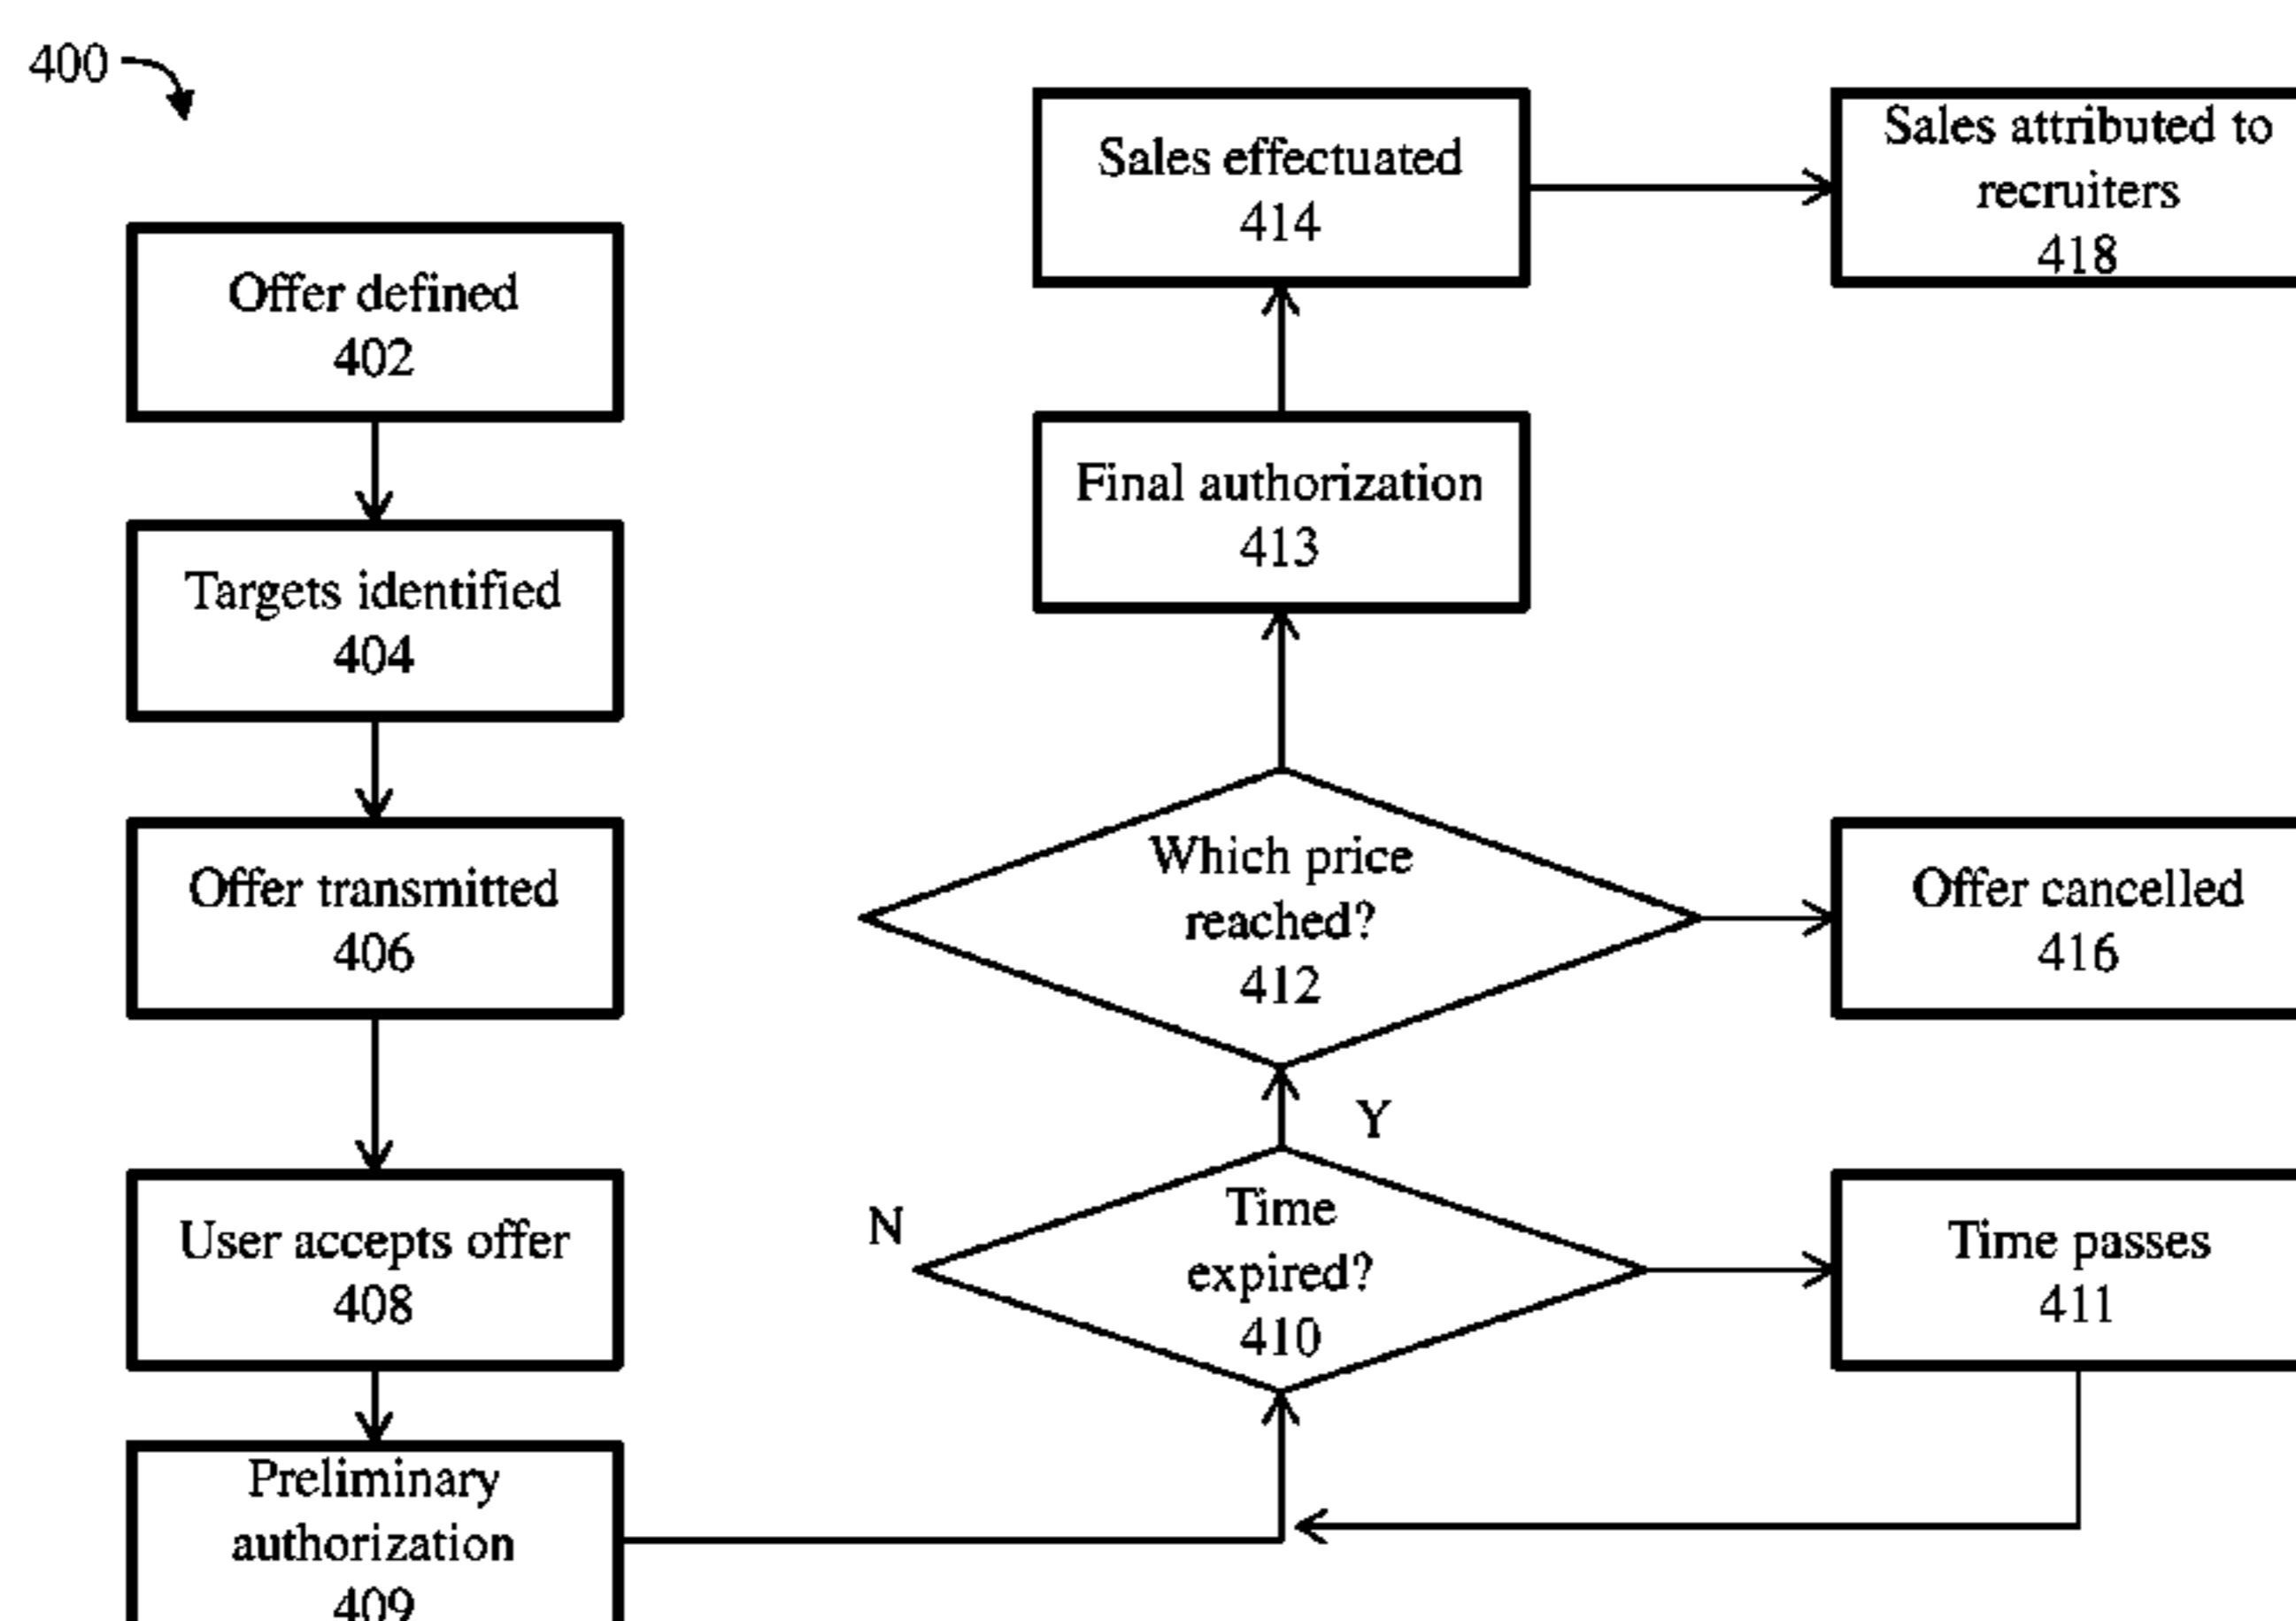 400
Offer defined
402
Targets identified
404
Offer transmitted
406
User accepts offer
408
Preliminary
authorization
409
Sales effectuated
414
Sales attributed to
recruiters
418
Final authorization
413
Which price
reached?
412
Offer cancelled
416
Y
N
Time
expired?
410
Time passes
411